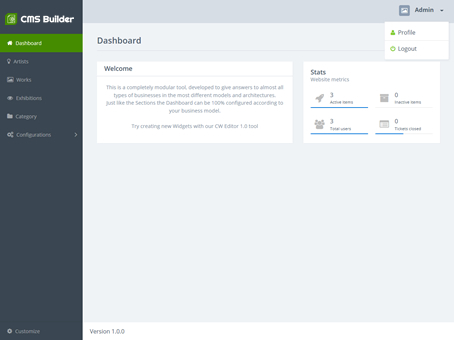 CMS Builder
Admin
Profile
Logout
Dashboard
Artists
Works
Exhibitions
Category
Configurations
Customize
Dashboard
Welcome
This is a completely modular tool, developed to give answers to almost all
types of businesses in the most different models and architectures.
Just like the Sections the Dashboard can be 100% configured according to
your business model.
Try creating new Widgets with our CW Editor 1.0 tool
Stats
Website metrics
3
Active items
0
Inactive items
3
Total users
0
Tickets closed
Version 1.0.0